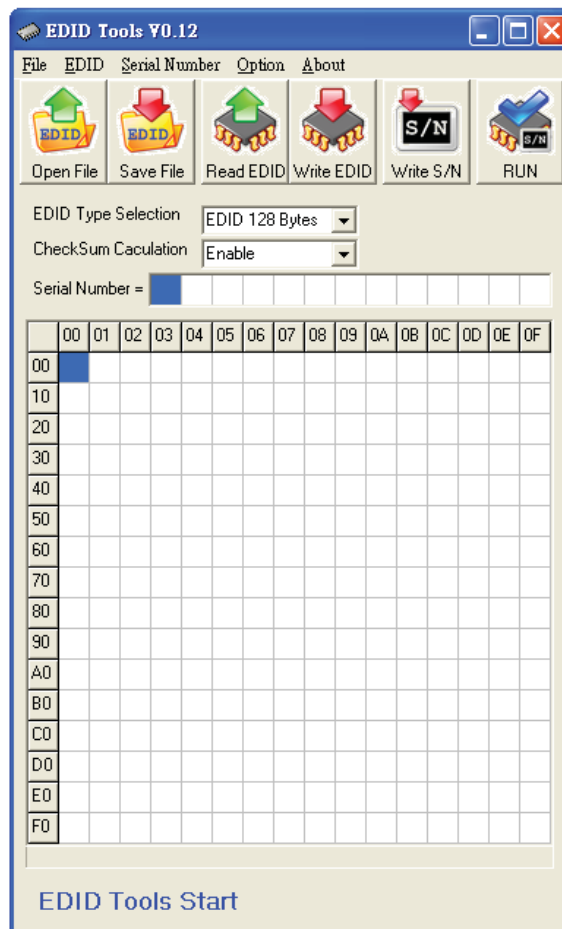 EDID Tools V0.12
File EDID Serial Number Option About
EDID EDID S/N S/N
Open File Save File Read EDID Write EDID Write S/N RUN
EDID Type Selection EDID 128 Bytes
CheckSum Caculation Enable
Serial Number =
00 01 02 03 04 05 06 07 08 09 0A 0B 0C 0D 0E 0F
00
10
20
30
40
50
60
70
80
90
A0
B0
C0
D0
E0
F0
EDID Tools Start